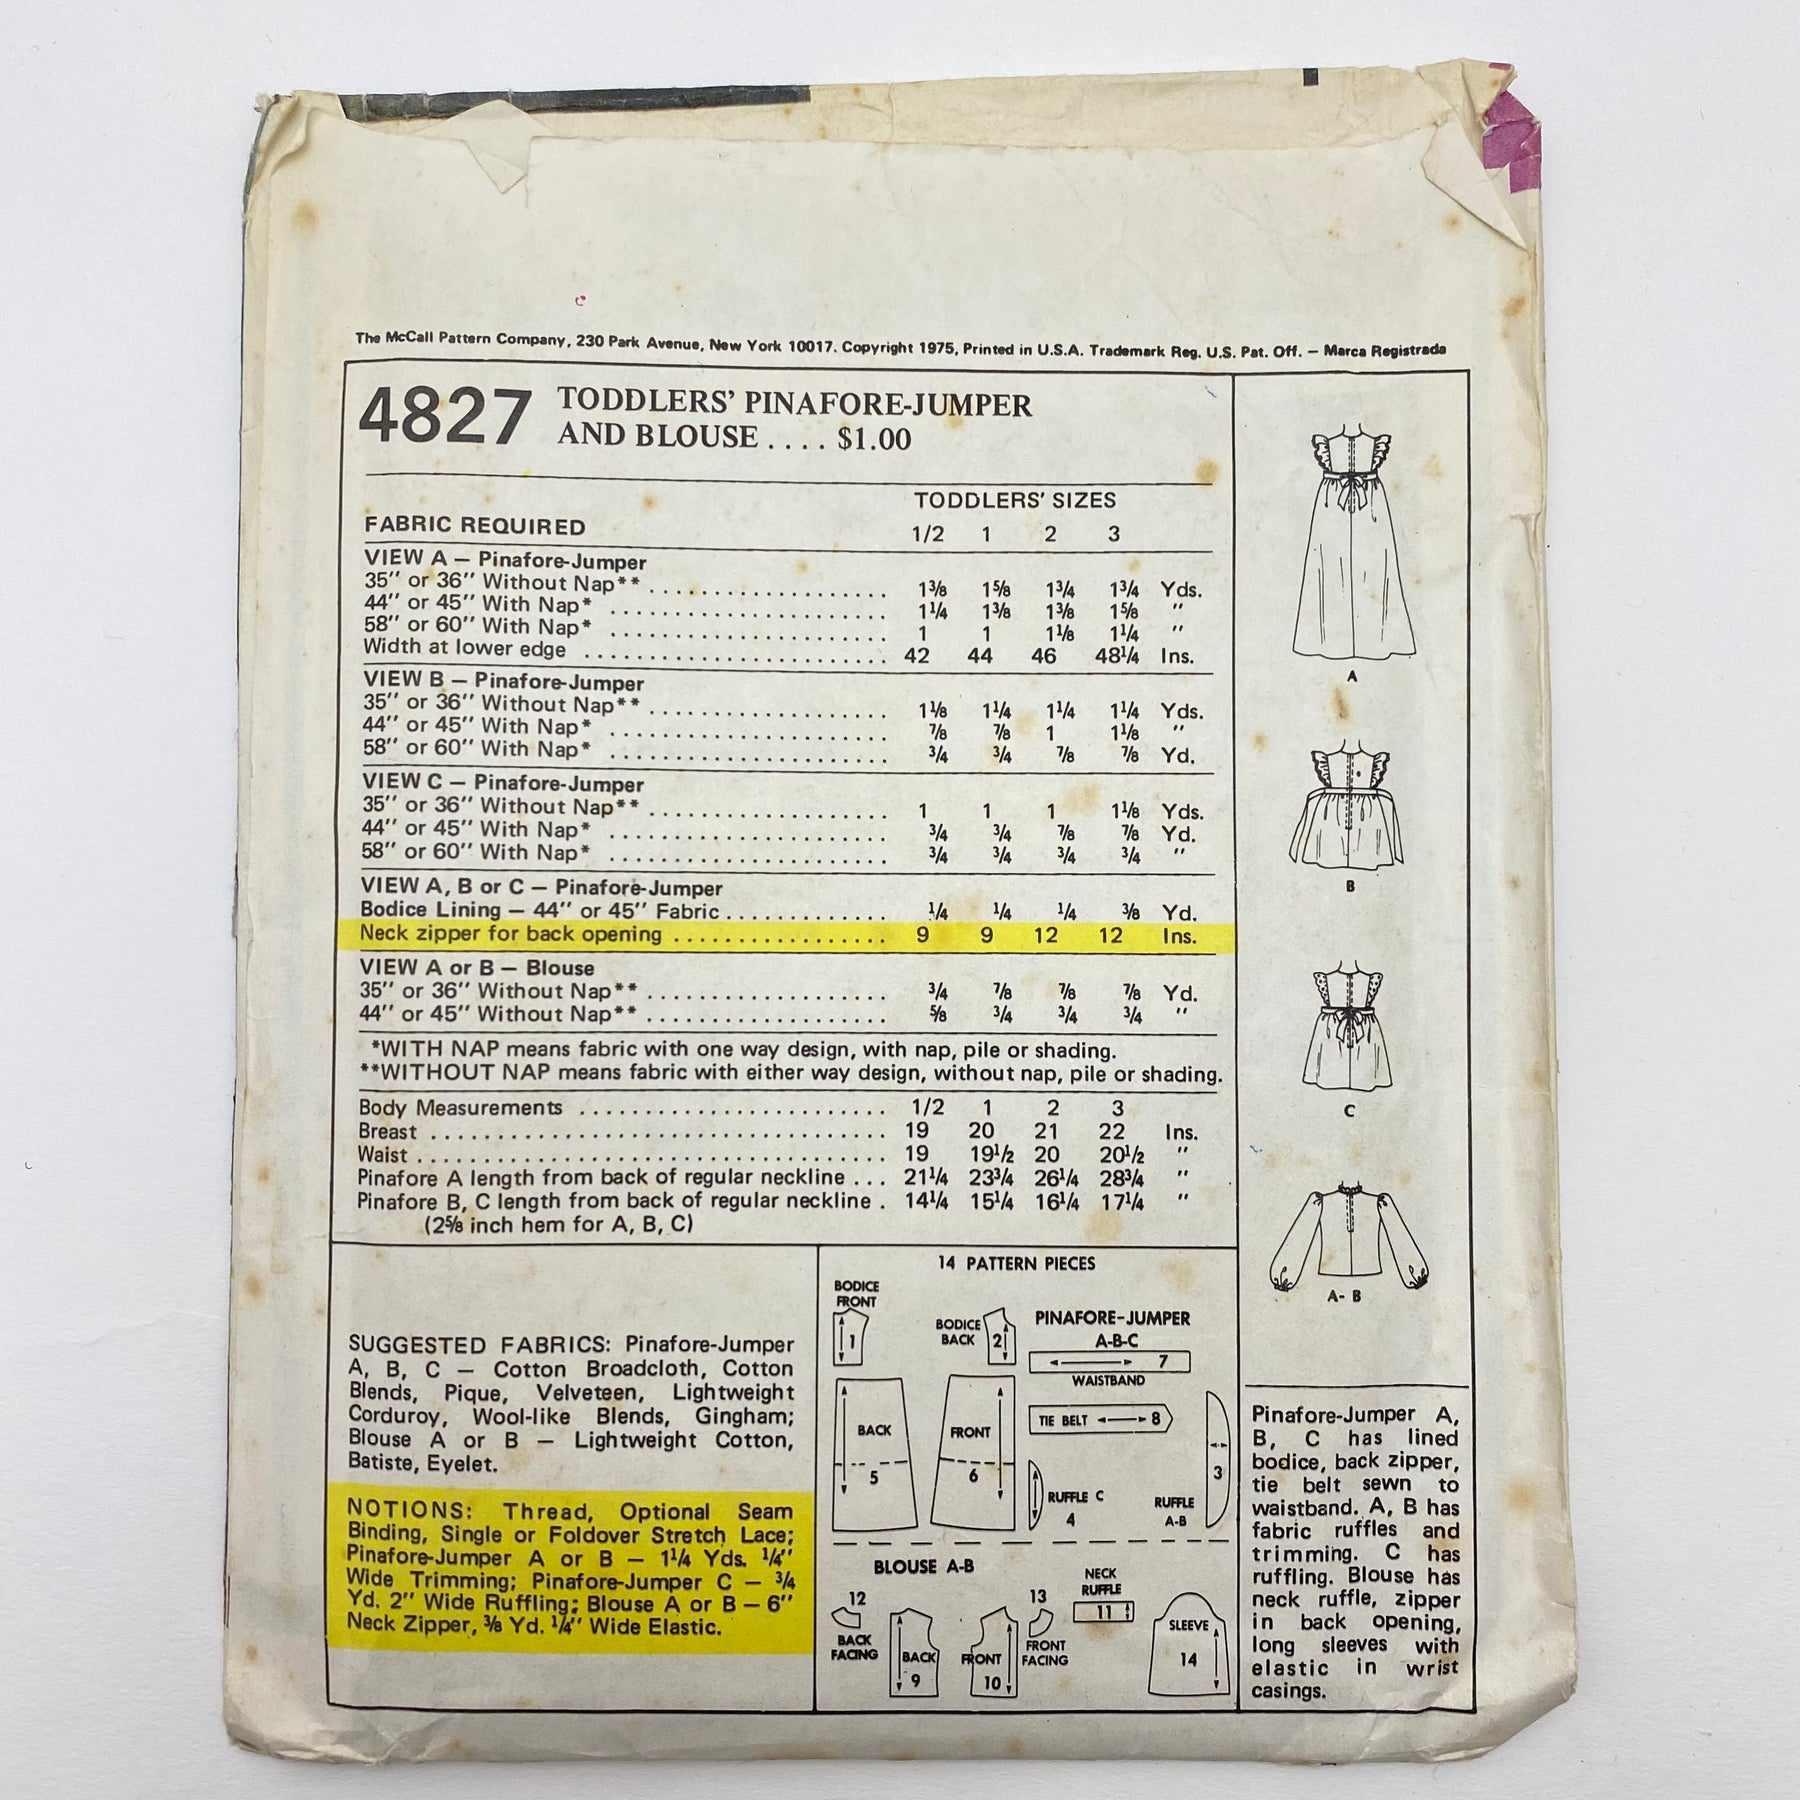 The McCall Pattern Company, 230 Park Avenue, New York 10017. Copyright 1975, Printed in U.S.A. Trademark Reg. U.S. Pat. Off. — Marca Registrada
4827 TODDLERS' PINAFORE-JUMPER
AND BLOUSE .... $1.00
TODDLERS' SIZES
FABRIC REQUIRED 1/2 1 2 3
VIEW A — Pinafore-Jumper
35" or 36" Without Nap** 1⅜ 1⅝ 1¾ 1¾ Yds.
44" or 45" With Nap* 1¼ 1⅜ 1⅜ 1⅝ "
58" or 60" With Nap* 1 1 1⅛ 1¼ "
Width at lower edge 42 44 46 48¼ Ins.
VIEW B — Pinafore-Jumper
35" or 36" Without Nap** 1⅛ 1¼ 1¼ 1¼ Yds.
44" or 45" With Nap* ⅞ ⅞ 1 1⅛ "
58" or 60" With Nap* ¾ ¾ ⅞ ⅞ Yd.
VIEW C — Pinafore-Jumper
35" or 36" Without Nap** 1 1 1 1⅛ Yds.
44" or 45" With Nap* ¾ ¾ ⅞ ⅞ Yd.
58" or 60" With Nap* ¾ ¾ ¾ ¾ "
VIEW A, B or C — Pinafore-Jumper
Bodice Lining — 44" or 45" Fabric ¼ ¼ ¼ ⅜ Yd.
Neck zipper for back opening 9 9 12 12 Ins.
VIEW A or B — Blouse
35" or 36" Without Nap** ¾ ⅞ ⅞ ⅞ Yd.
44" or 45" Without Nap** ⅝ ¾ ¾ ¾ "
*WITH NAP means fabric with one way design, with nap, pile or shading.
**WITHOUT NAP means fabric with either way design, without nap, pile or shading.
Body Measurements 1/2 1 2 3
Breast 19 20 21 22 Ins.
Waist 19 19½ 20 20½ "
Pinafore A length from back of regular neckline ... 21¼ 23¾ 26¼ 28¾ "
Pinafore B, C length from back of regular neckline . 14¼ 15¼ 16¼ 17¼ "
(2⅝ inch hem for A, B, C)
SUGGESTED FABRICS: Pinafore-Jumper
A, B, C — Cotton Broadcloth, Cotton
Blends, Pique, Velveteen, Lightweight
Corduroy, Wool-like Blends, Gingham;
Blouse A or B — Lightweight Cotton,
Batiste, Eyelet.
NOTIONS: Thread, Optional Seam
Binding, Single or Foldover Stretch Lace;
Pinafore-Jumper A or B — 1¼ Yds. ¼"
Wide Trimming; Pinafore-Jumper C — ¾
Yd. 2" Wide Ruffling; Blouse A or B — 6"
Neck Zipper, ⅜ Yd. ¼" Wide Elastic.
14 PATTERN PIECES
BODICE
FRONT
1
BODICE
BACK
2
PINAFORE-JUMPER
A-B-C
7
WAISTBAND
TIE BELT 8
BACK
5
FRONT
6
RUFFLE C
4
RUFFLE
A-B
3
BLOUSE A-B
12
BACK
FACING
BACK
9
FRONT
10
13
FRONT
FACING
NECK
RUFFLE
11
SLEEVE
14
A
B
C
A- B
Pinafore-Jumper A,
B, C has lined
bodice, back zipper,
tie belt sewn to
waistband. A, B has
fabric ruffles and
trimming. C has
ruffling. Blouse has
neck ruffle, zipper
in back opening,
long sleeves with
elastic in wrist
casings.